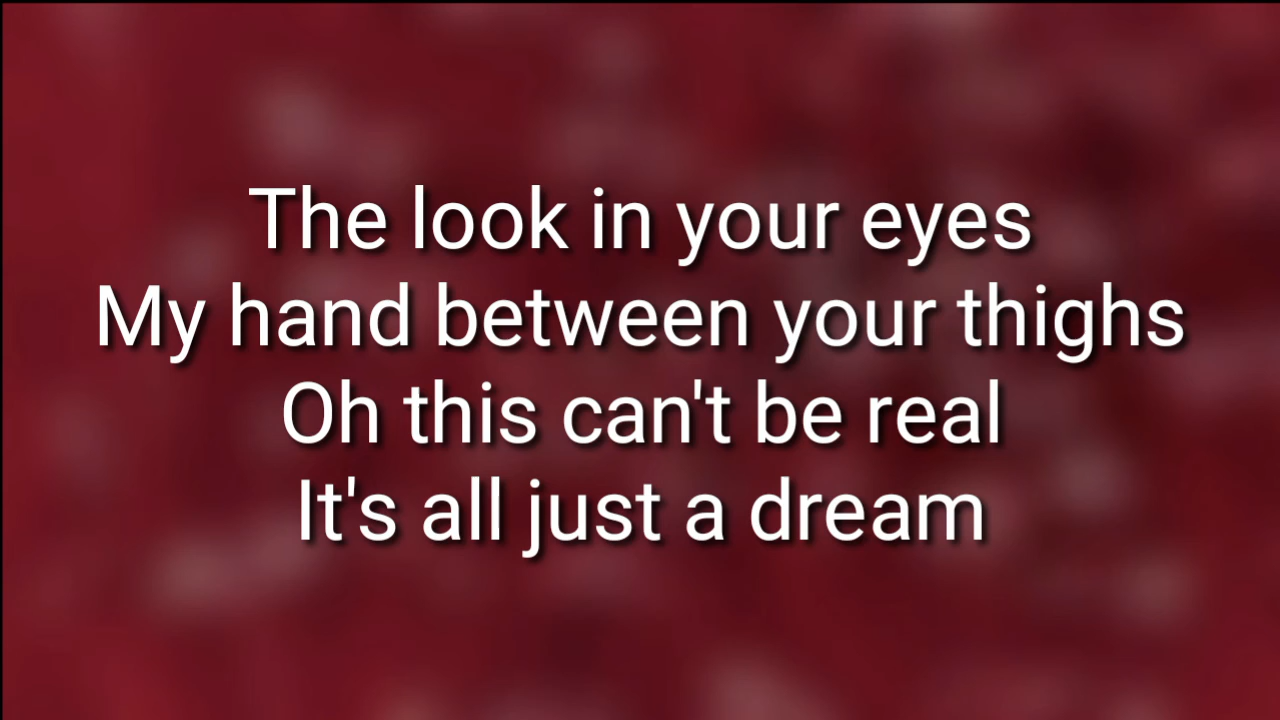 The look in your eyes
My hand between your thighs
Oh this can't be real
It's all just a dream